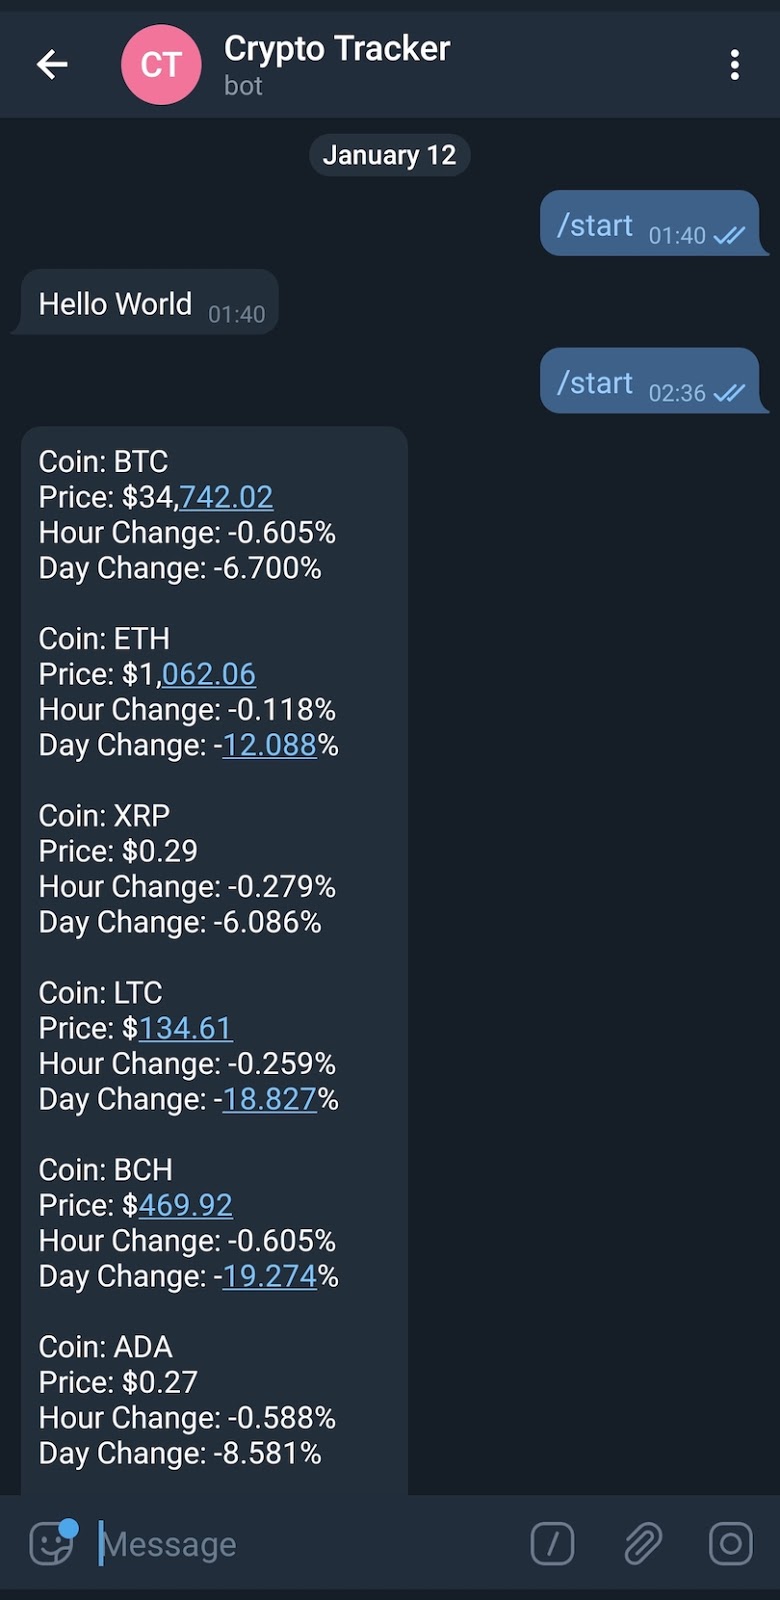 CT
Crypto Tracker
bot
January 12
/start 01:40
Hello World 01:40
/start 02:36
Coin: BTC
Price: $34,742.02
Hour Change: -0.605%
Day Change: -6.700%
Coin: ETH
Price: $1,062.06
Hour Change: -0.118%
Day Change: -12.088%
Coin: XRP
Price: $0.29
Hour Change: -0.279%
Day Change: -6.086%
Coin: LTC
Price: $134.61
Hour Change: -0.259%
Day Change: -18.827%
Coin: BCH
Price: $469.92
Hour Change: -0.605%
Day Change: -19.274%
Coin: ADA
Price: $0.27
Hour Change: -0.588%
Day Change: -8.581%
Message